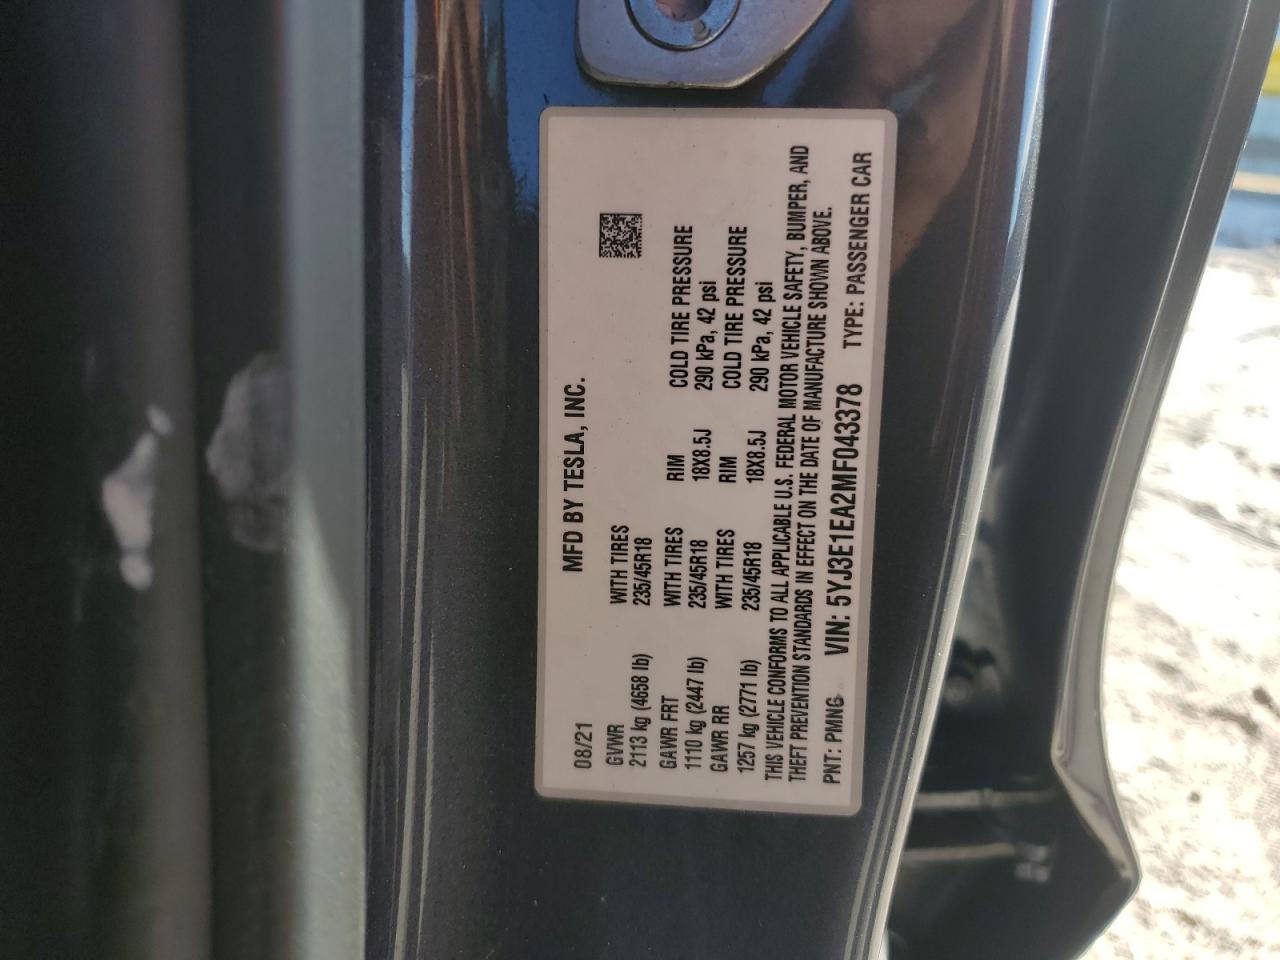 MFD BY TESLA, INC.
08/21
GVWR WITH TIRES
2113 kg (4658 lb) 235/45R18
GAWR FRT WITH TIRES RIM COLD TIRE PRESSURE
1110 kg (2447 lb) 235/45R18 18X8.5J 290 kPa, 42 psi
GAWR RR WITH TIRES RIM COLD TIRE PRESSURE
1257 kg (2771 lb) 235/45R18 18X8.5J 290 kPa, 42 psi
THIS VEHICLE CONFORMS TO ALL APPLICABLE U.S. FEDERAL MOTOR VEHICLE SAFETY, BUMPER, AND
THEFT PREVENTION STANDARDS IN EFFECT ON THE DATE OF MANUFACTURE SHOWN ABOVE.
PNT: PMNG VIN: 5YJ3E1EA2MF043378 TYPE: PASSENGER CAR